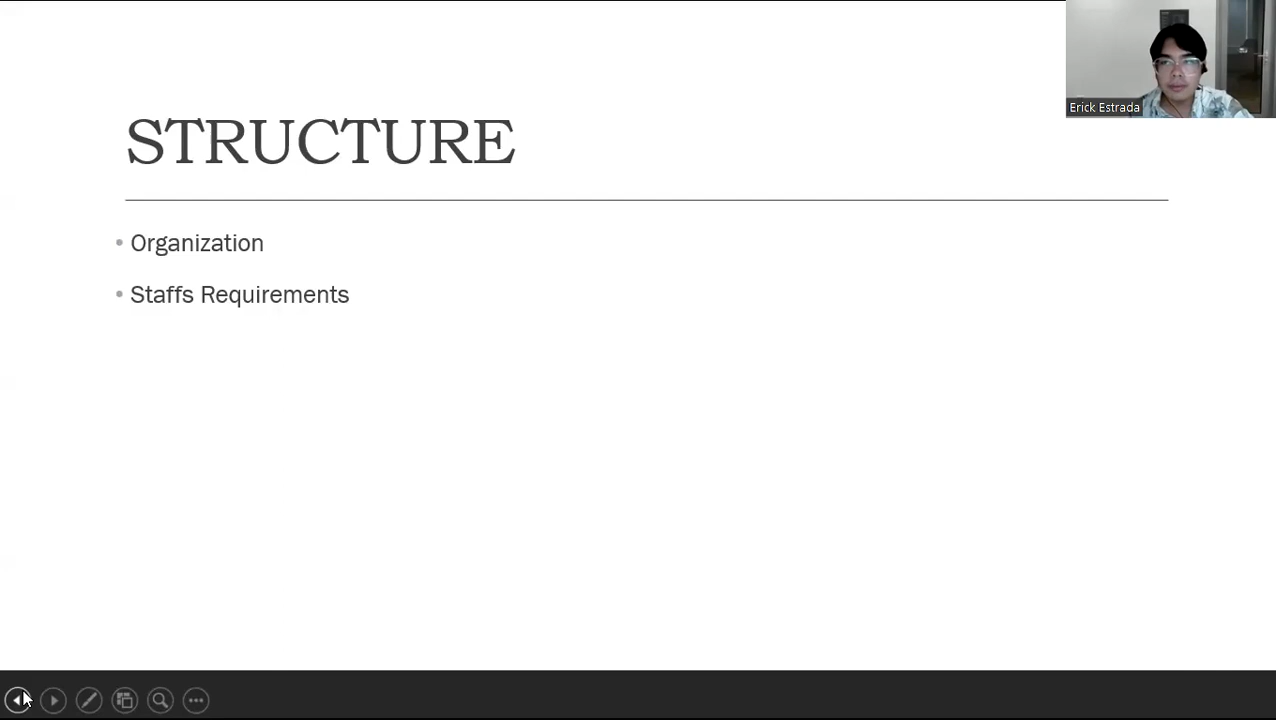 STRUCTURE
Erick Estrada
• Organization
• Staffs Requirements